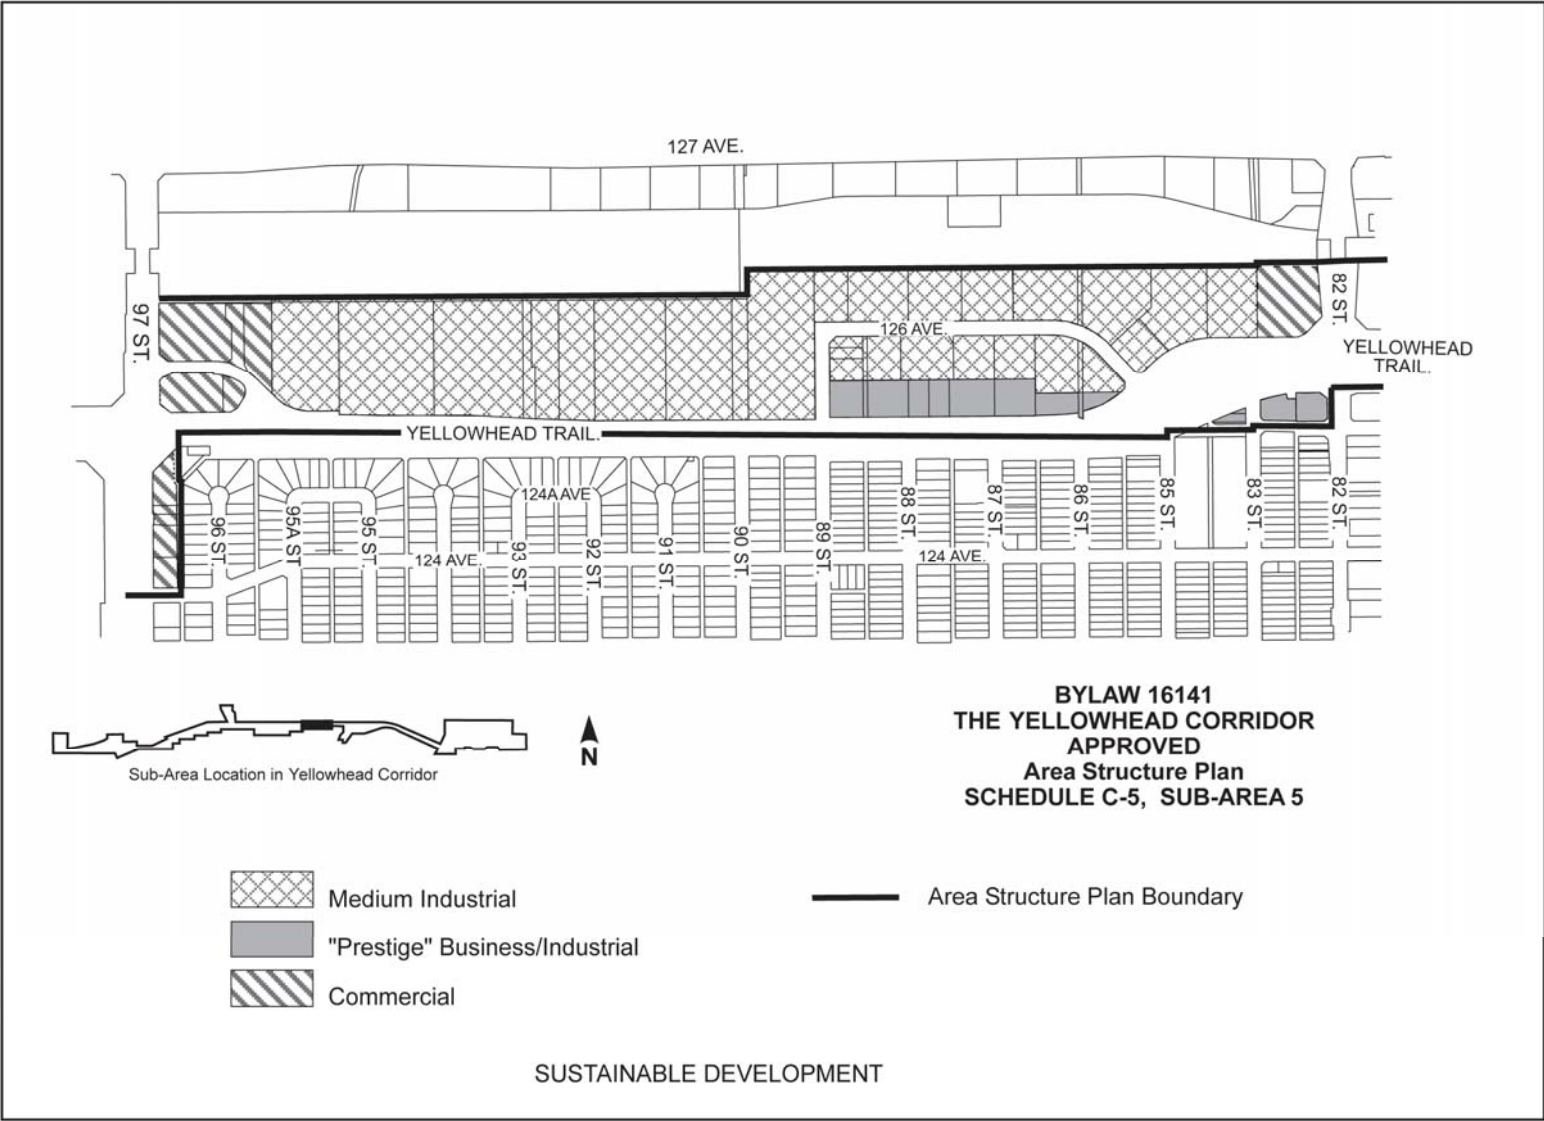 127 AVE.
97 ST.
82 ST.
126 AVE.
YELLOWHEAD
TRAIL.
YELLOWHEAD TRAIL.
124A AVE
96 ST.
95A ST
95 ST.
93 ST.
92 ST.
91 ST.
90 ST.
89 ST.
88 ST.
87 ST.
86 ST.
85 ST.
83 ST.
82 ST.
124 AVE.
124 AVE.
BYLAW 16141
THE YELLOWHEAD CORRIDOR
APPROVED
Area Structure Plan
SCHEDULE C-5, SUB-AREA 5
N
Sub-Area Location in Yellowhead Corridor
Medium Industrial
"Prestige" Business/Industrial
Commercial
Area Structure Plan Boundary
SUSTAINABLE DEVELOPMENT